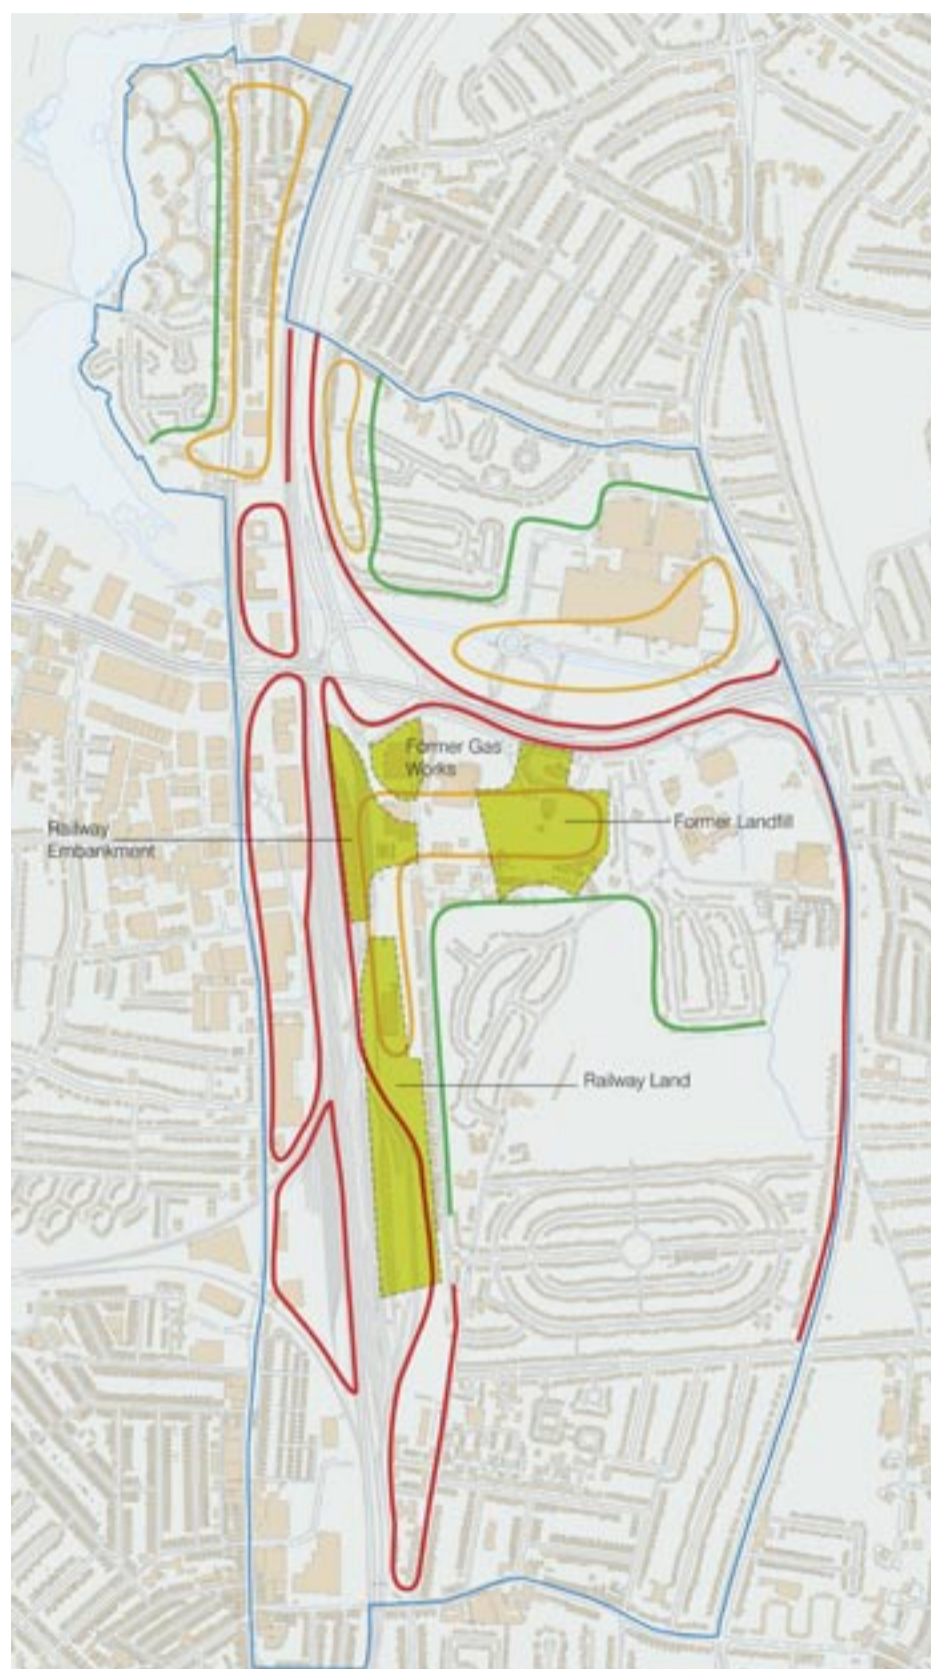 Former Gas
Works
Railway
Embankment
Former Landfill
Railway Land